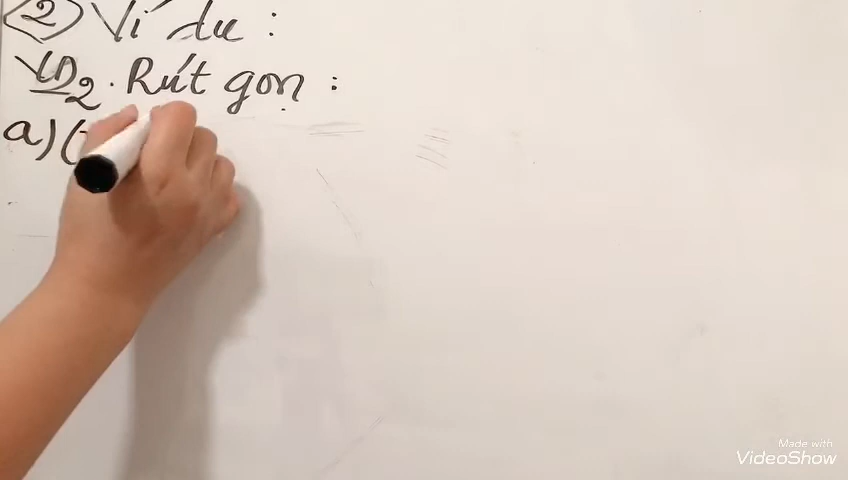 ② Ví dụ :
VD2. Rút gọn :
a) (
Made with
VideoShow